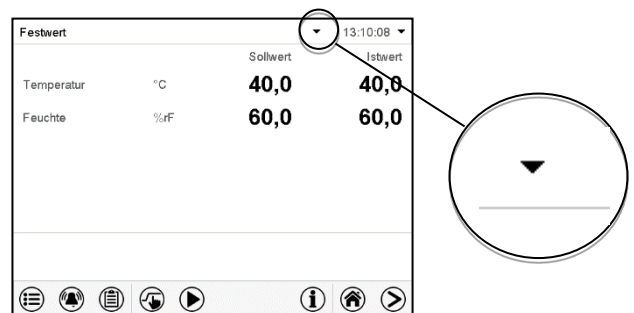 Festwert 13:10:08
Sollwert Istwert
Temperatur °C 40,0 40,0
Feuchte %rF 60,0 60,0